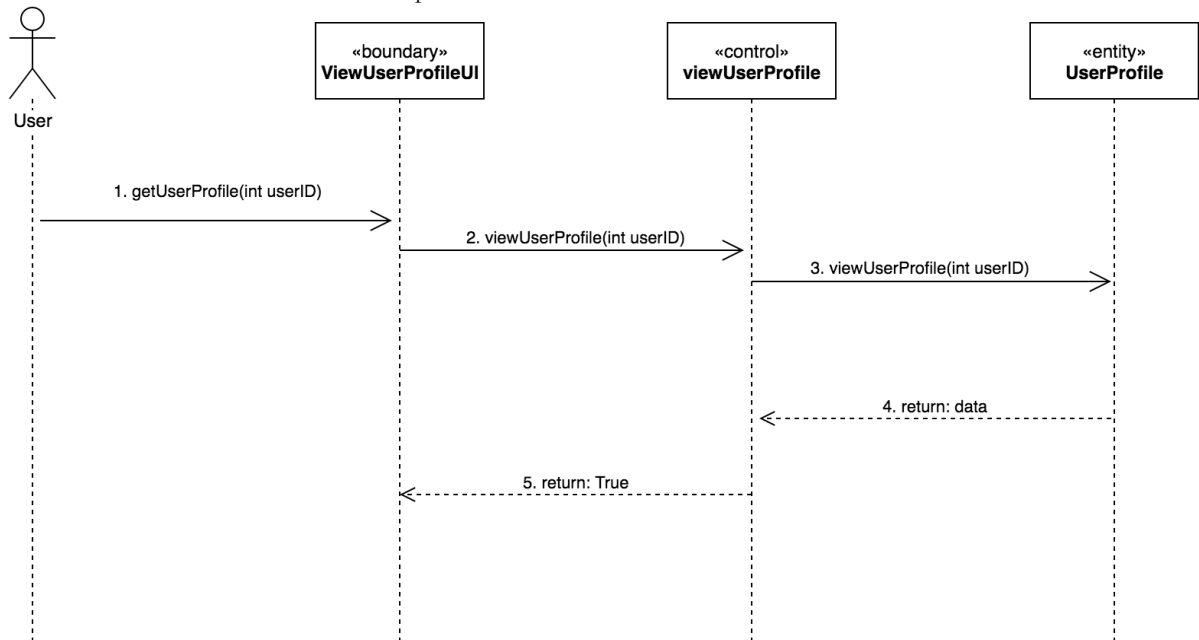 «boundary»
ViewUserProfileUI
«control»
viewUserProfile
«entity»
UserProfile
User
1. getUserProfile(int userID)
2. viewUserProfile(int userID)
3. viewUserProfile(int userID)
4. return: data
5. return: True